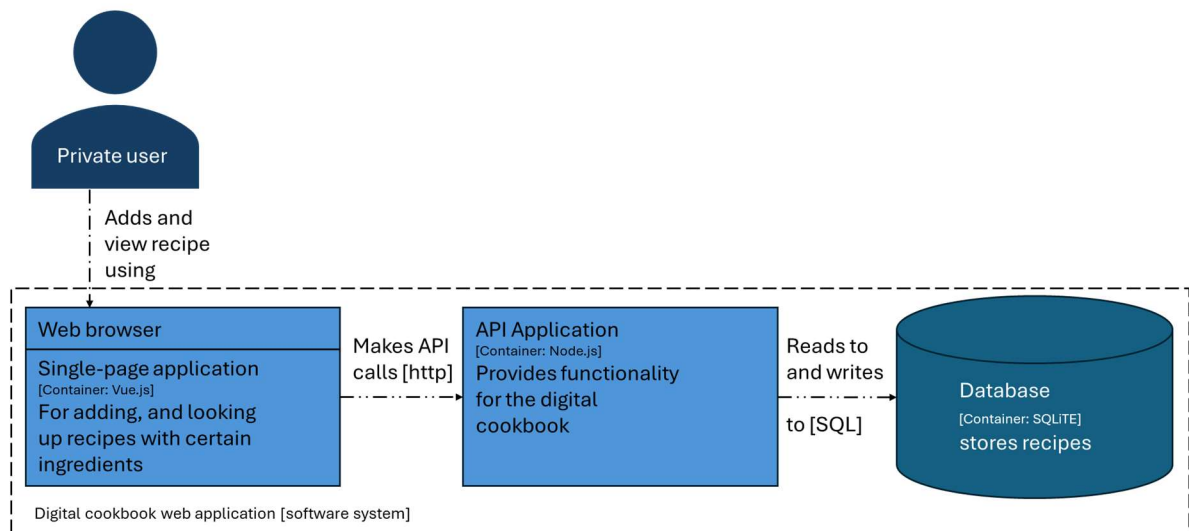 Private user
Adds and
view recipe
using
Web browser
Single-page application
[Container: Vue.js]
For adding, and looking
up recipes with certain
ingredients
Makes API
calls [http]
API Application
[Container: Node.js]
Provides functionality
for the digital
cookbook
Reads to
and writes
to [SQL]
Database
[Container: SQLiTE]
stores recipes
Digital cookbook web application [software system]